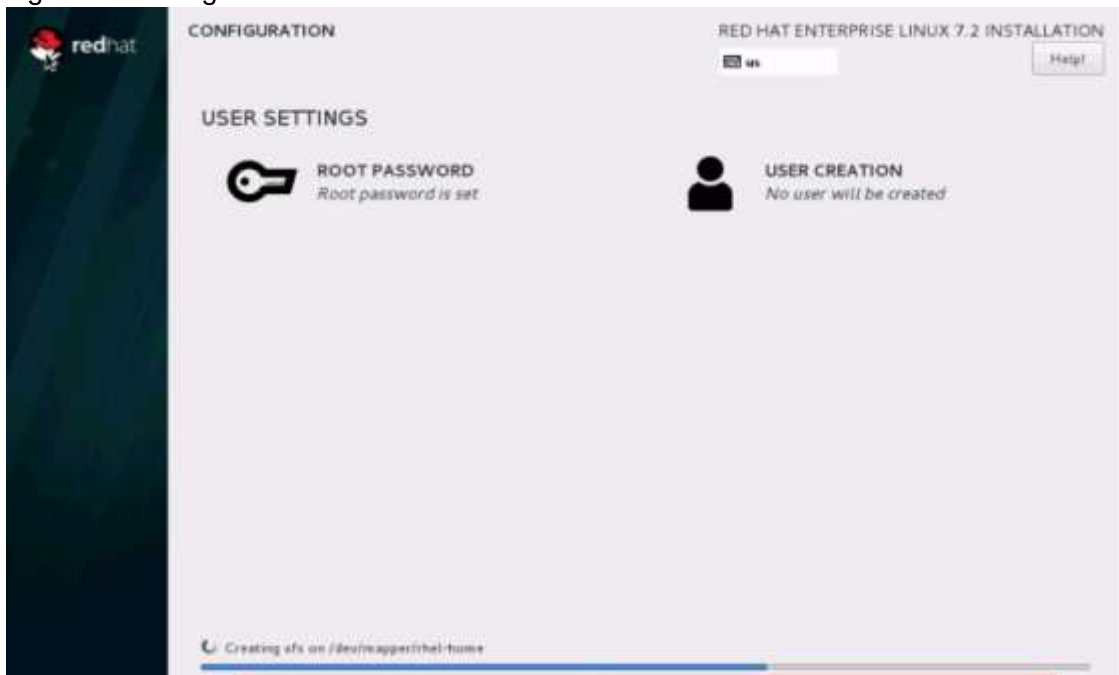 redhat
CONFIGURATION
RED HAT ENTERPRISE LINUX 7.2 INSTALLATION
us
Help!
USER SETTINGS
ROOT PASSWORD
Root password is set
USER CREATION
No user will be created
Creating xfs on /dev/mapper/rhel-home